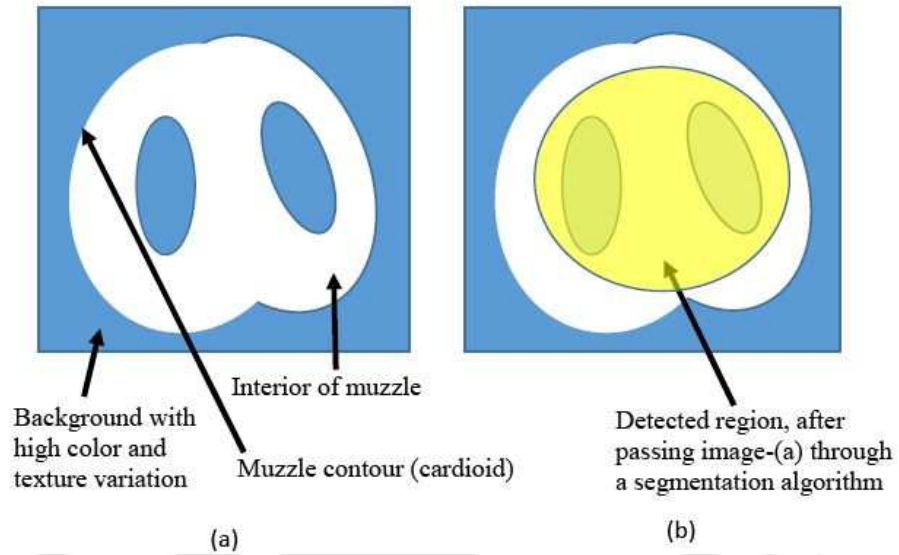 Interior of muzzle
Background with
high color and
texture variation
Muzzle contour (cardioid)
(a)
Detected region, after
passing image-(a) through
a segmentation algorithm
(b)